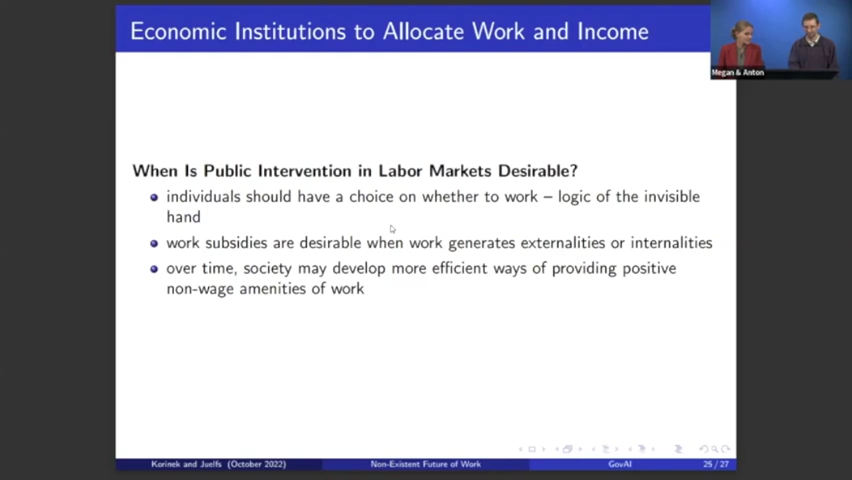 Economic Institutions to Allocate Work and Income
Megan & Anton
When Is Public Intervention in Labor Markets Desirable?
individuals should have a choice on whether to work – logic of the invisible
hand
work subsidies are desirable when work generates externalities or internalities
over time, society may develop more efficient ways of providing positive
non-wage amenities of work
Korinek and Juelfs (October 2022)
Non-Existent Future of Work
GovAI
25 / 27